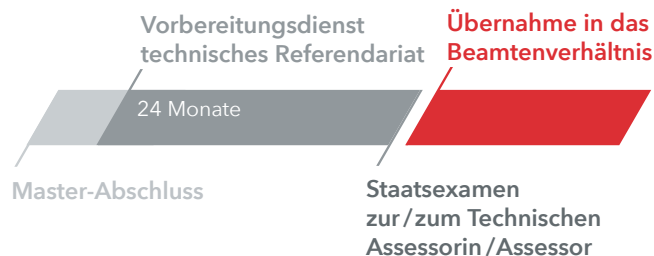 Vorbereitungsdienst
technisches Referendariat
Übernahme in das
Beamtenverhältnis
24 Monate
Master-Abschluss
Staatsexamen
zur/zum Technischen
Assessorin/Assessor